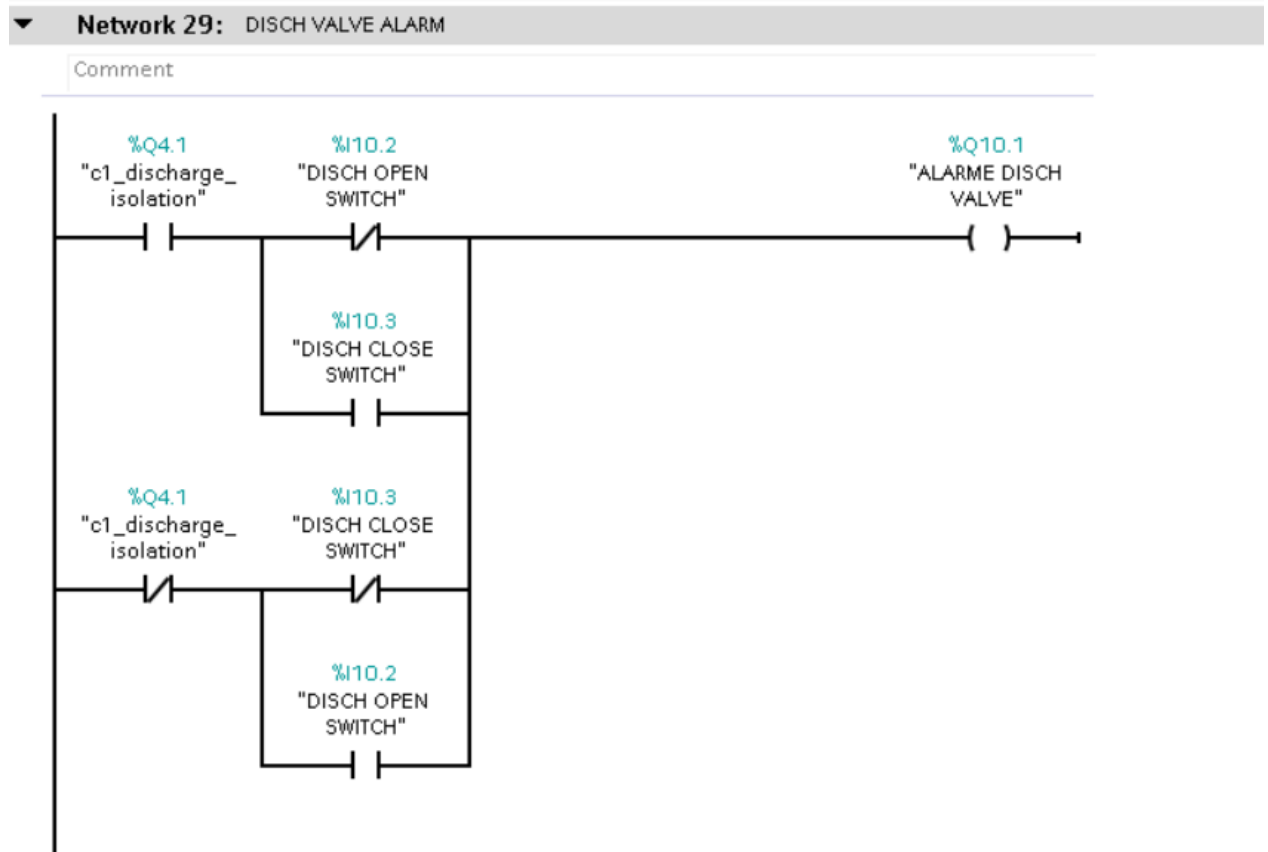 Network 29: DISCH VALVE ALARM
Comment
%Q4.1
"c1_discharge_
isolation"
%I10.2
"DISCH OPEN
SWITCH"
%Q10.1
"ALARME DISCH
VALVE"
%I10.3
"DISCH CLOSE
SWITCH"
%Q4.1
"c1_discharge_
isolation"
%I10.3
"DISCH CLOSE
SWITCH"
%I10.2
"DISCH OPEN
SWITCH"